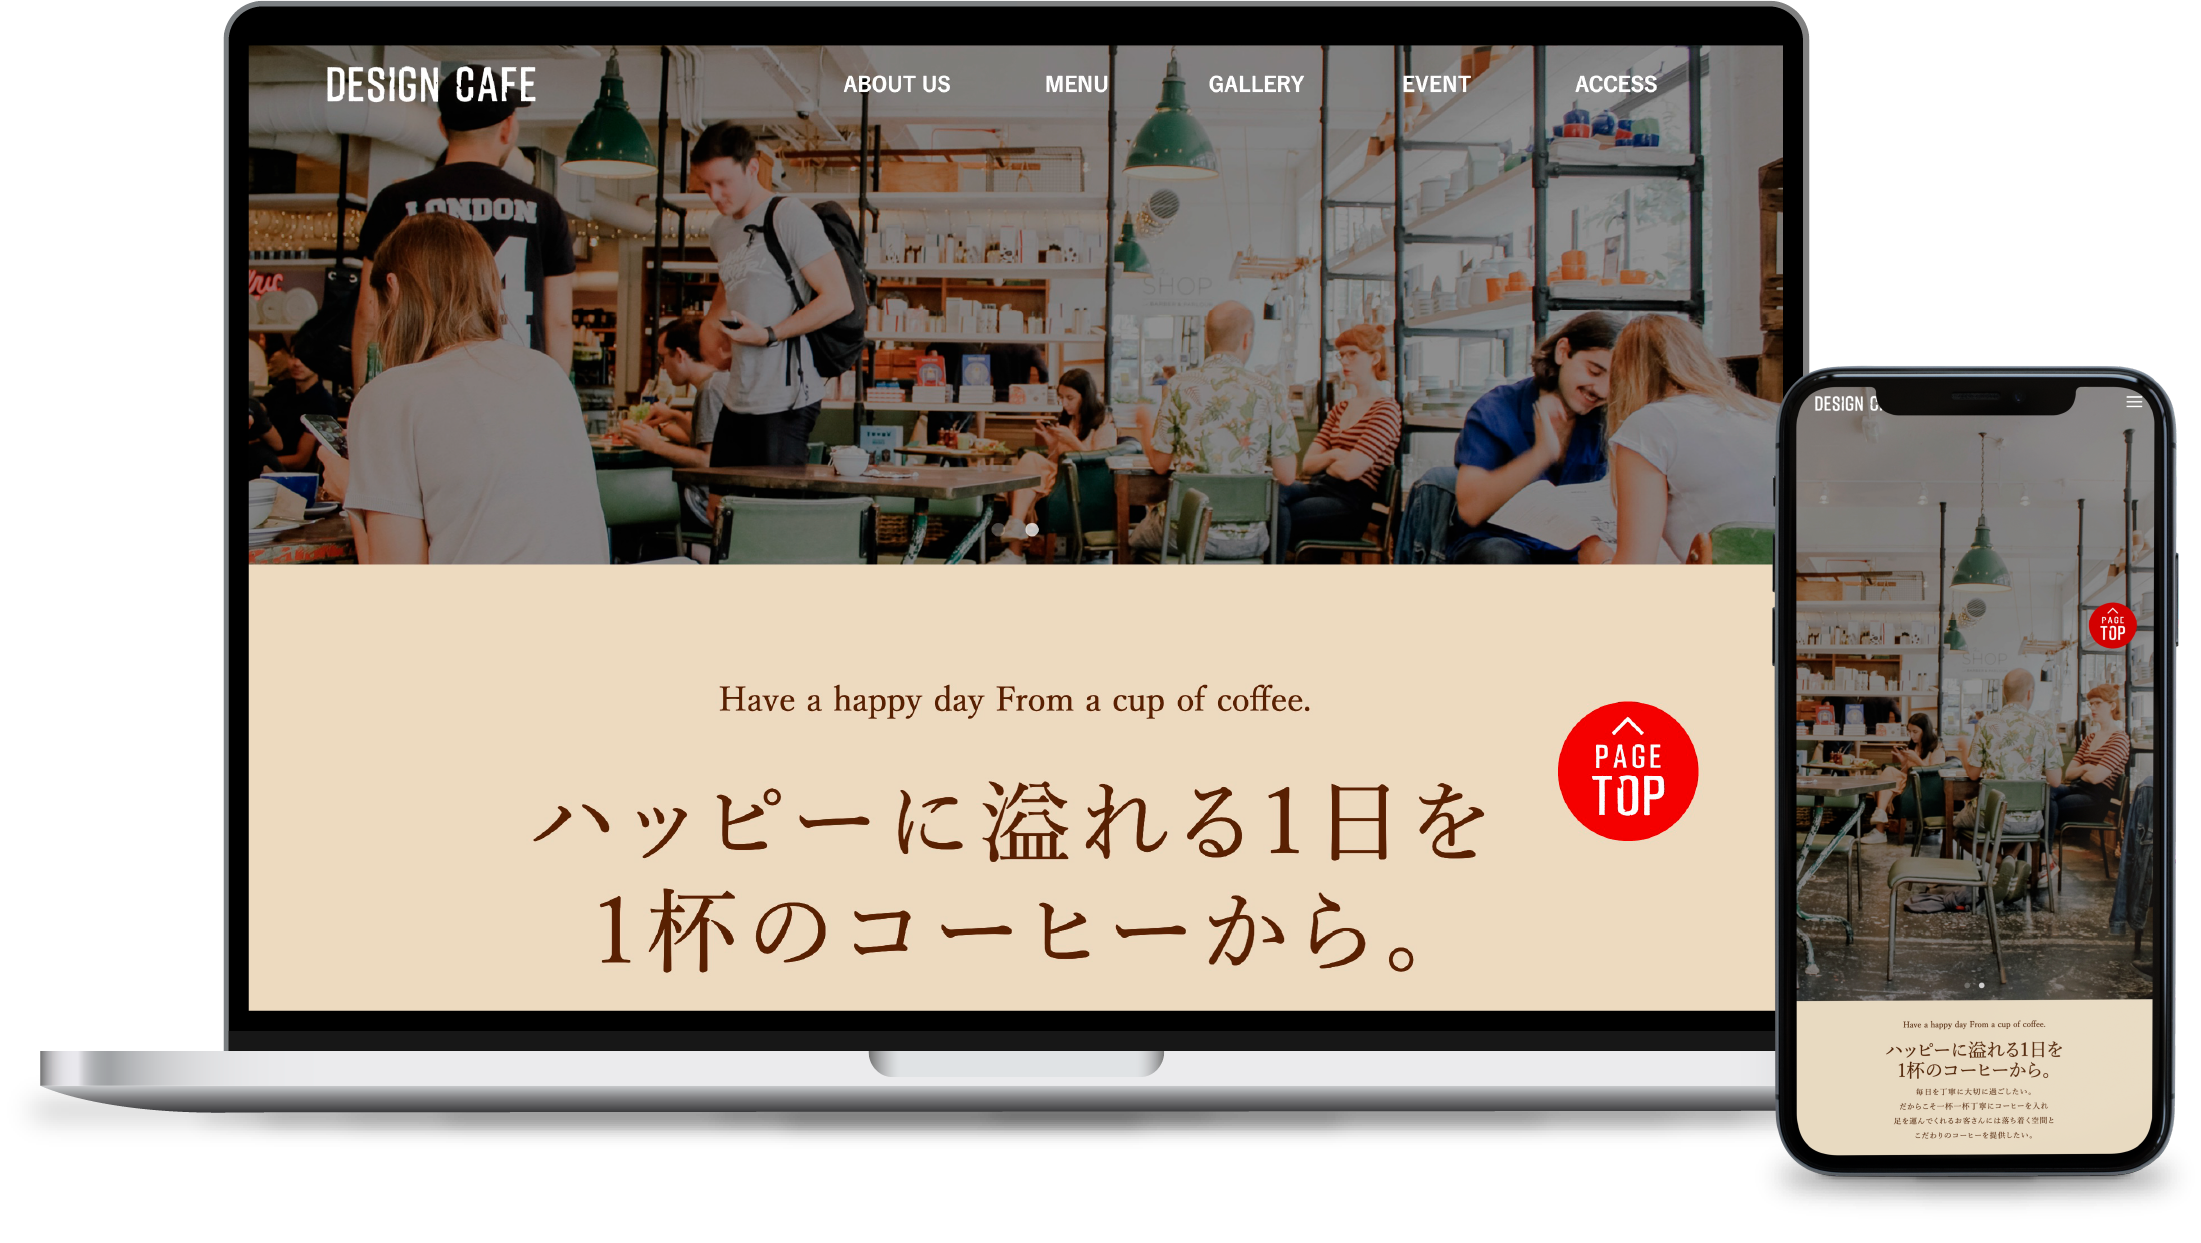 DESIGN CAFE
ABOUT US
MENU
GALLERY
EVENT
ACCESS
LONDON
4
SHOP
Have a happy day From a cup of coffee.
ハッピーに溢れる1日を
1杯のコーヒーから。
PAGE
TOP
DESIGN C
SHOP
PAGE
TOP
Have a happy day From a cup of coffee.
ハッピーに溢れる1日を
1杯のコーヒーから。
毎日を丁寧に大切に過ごしたい。
だからこそ一杯一杯丁寧にコーヒーを入れ
足を運んでくれるお客さんには落ち着く空間と
こだわりのコーヒーを提供したい。